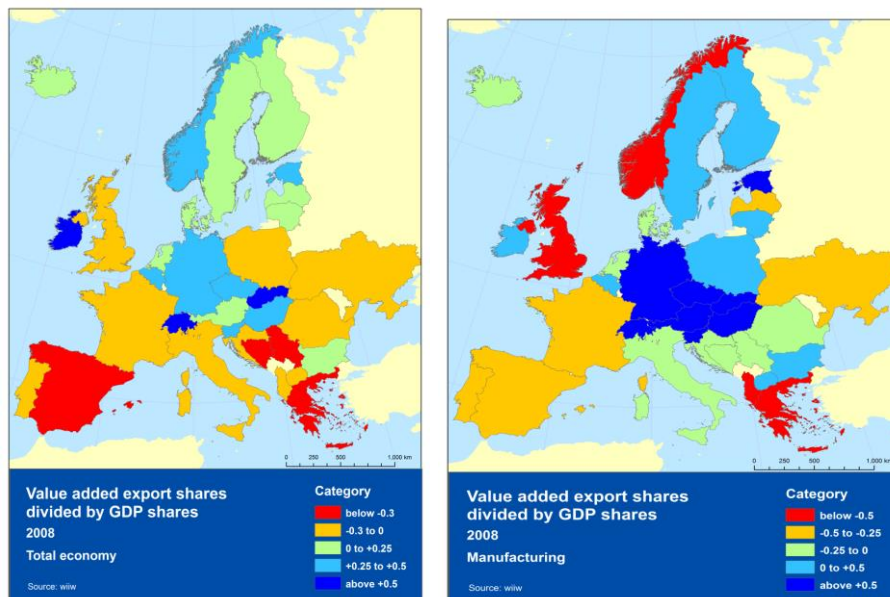 0 250 500 1,000 km
Value added export shares
divided by GDP shares
2008
Total economy
Source: wiiw
Category
below -0.3
-0.3 to 0
0 to +0.25
+0.25 to +0.5
above +0.5
0 250 500 1,000 km
Value added export shares
divided by GDP shares
2008
Manufacturing
Source: wiiw
Category
below -0.5
-0.5 to -0.25
-0.25 to 0
0 to +0.5
above +0.5